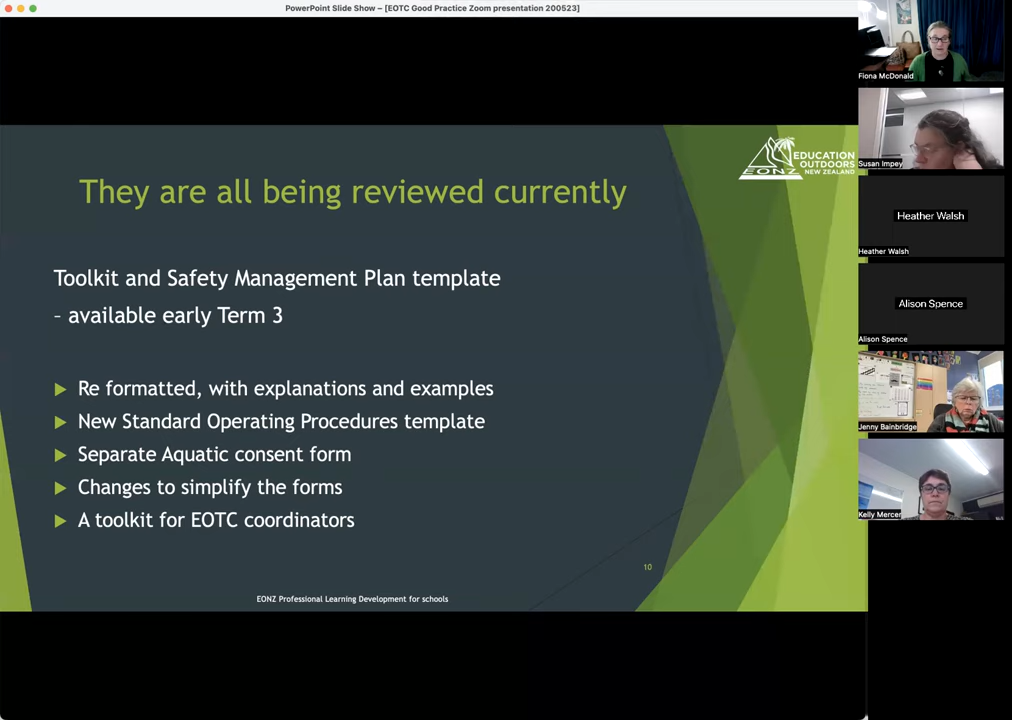 PowerPoint Slide Show – [EOTC Good Practice Zoom presentation 200523]
EDUCATION
OUTDOORS
NEW ZEALAND
EONZ
They are all being reviewed currently
Toolkit and Safety Management Plan template
– available early Term 3
Re formatted, with explanations and examples
New Standard Operating Procedures template
Separate Aquatic consent form
Changes to simplify the forms
A toolkit for EOTC coordinators
10
EONZ Professional Learning Development for schools
Fiona McDonald
Susan Impey
Heather Walsh
Heather Walsh
Alison Spence
Alison Spence
Jenny Bainbridge
Kelly Mercer